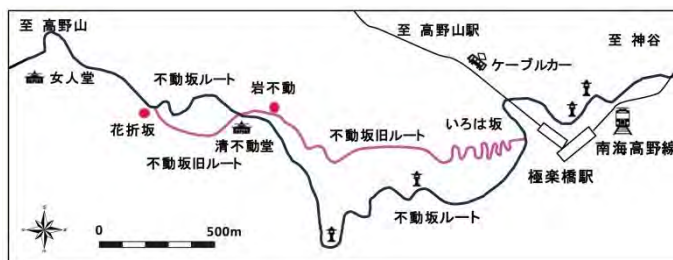 至 高野山
女人堂
不動坂ルート
岩不動
花折坂
不動坂旧ルート
清不動堂
不動坂旧ルート
いろは坂
至 高野山駅
ケーブルカー
至 神谷
南海高野線
極楽橋駅
不動坂ルート
0 500m